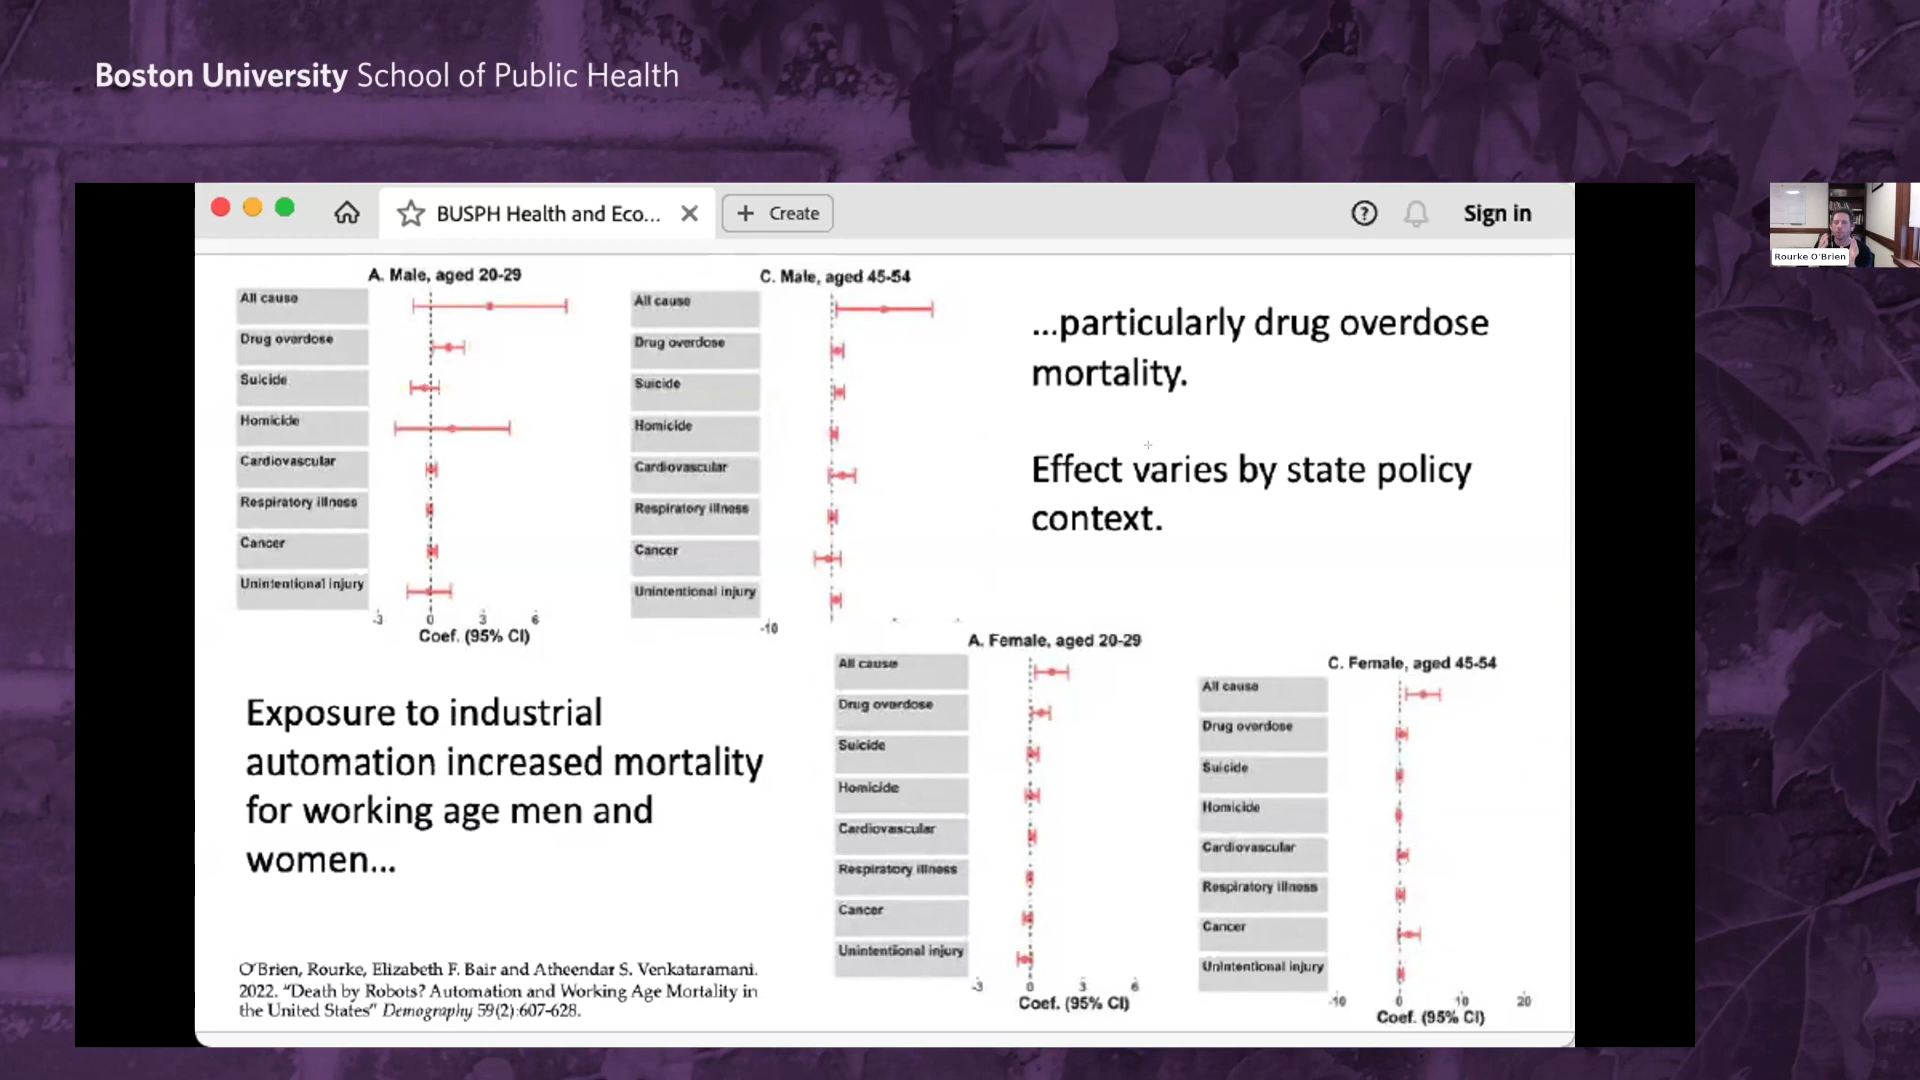 Boston University School of Public Health
BUSPH Health and Eco...
Create
Sign in
Rourke O'Brien
A. Male, aged 20-29
All cause
Drug overdose
Suicide
Homicide
Cardiovascular
Respiratory illness
Cancer
Unintentional injury
-3 0 3 6
Coef. (95% CI)
C. Male, aged 45-54
All cause
Drug overdose
Suicide
Homicide
Cardiovascular
Respiratory illness
Cancer
Unintentional injury
-10
...particularly drug overdose
mortality.
Effect varies by state policy
context.
Exposure to industrial
automation increased mortality
for working age men and
women...
A. Female, aged 20-29
All cause
Drug overdose
Suicide
Homicide
Cardiovascular
Respiratory illness
Cancer
Unintentional injury
-3 0 3 6
Coef. (95% CI)
C. Female, aged 45-54
All cause
Drug overdose
Suicide
Homicide
Cardiovascular
Respiratory illness
Cancer
Unintentional injury
-10 0 10 20
Coef. (95% CI)
O'Brien, Rourke, Elizabeth F. Bair and Atheendar S. Venkataramani.
2022. “Death by Robots? Automation and Working Age Mortality in
the United States” Demography 59(2):607-628.